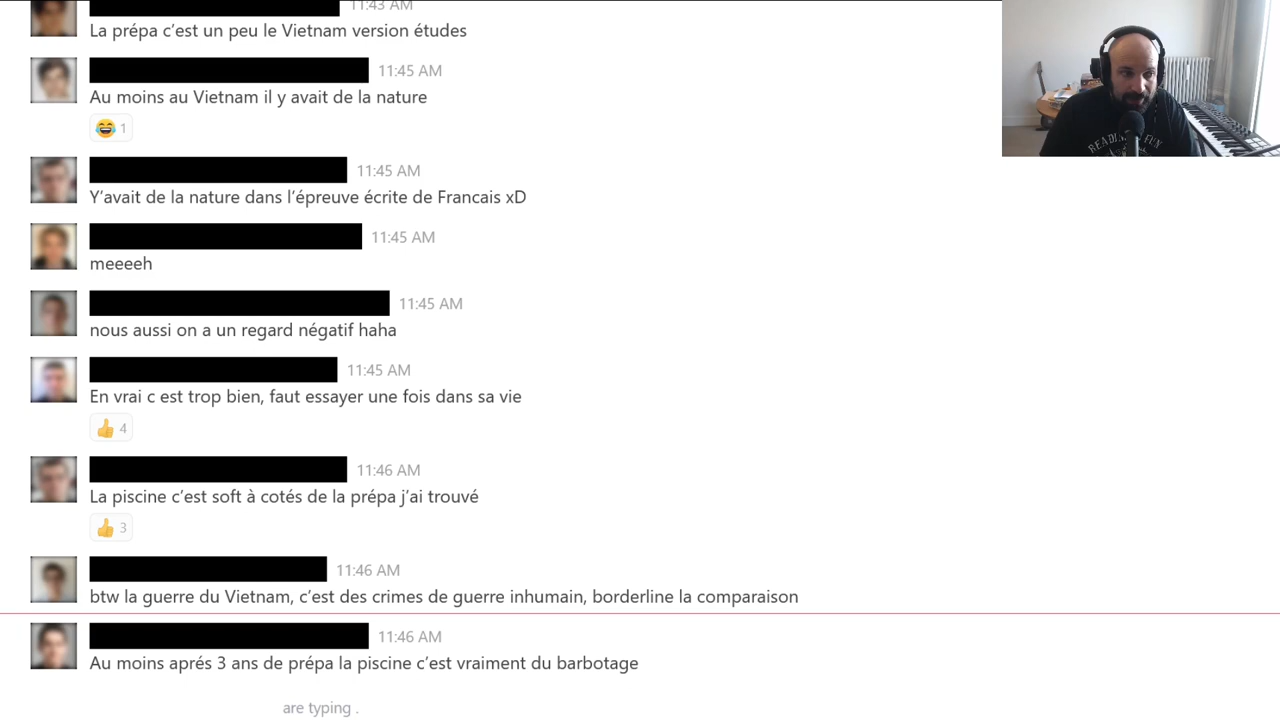 11:43 AM
La prépa c’est un peu le Vietnam version études
11:45 AM
Au moins au Vietnam il y avait de la nature
😂 1
11:45 AM
Y’avait de la nature dans l’épreuve écrite de Francais xD
11:45 AM
meeeeh
11:45 AM
nous aussi on a un regard négatif haha
11:45 AM
En vrai c est trop bien, faut essayer une fois dans sa vie
👍 4
11:46 AM
La piscine c’est soft à cotés de la prépa j’ai trouvé
👍 3
11:46 AM
btw la guerre du Vietnam, c’est des crimes de guerre inhumain, borderline la comparaison
11:46 AM
Au moins aprés 3 ans de prépa la piscine c’est vraiment du barbotage
are typing .